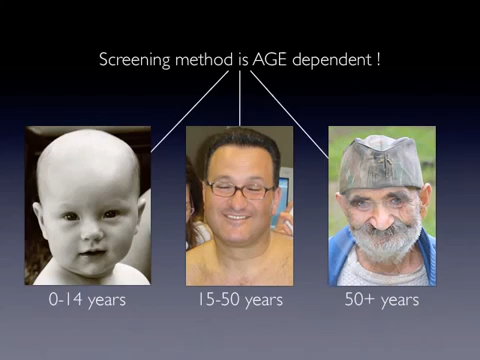 Screening method is AGE dependent !
0-14 years
15-50 years
50+ years